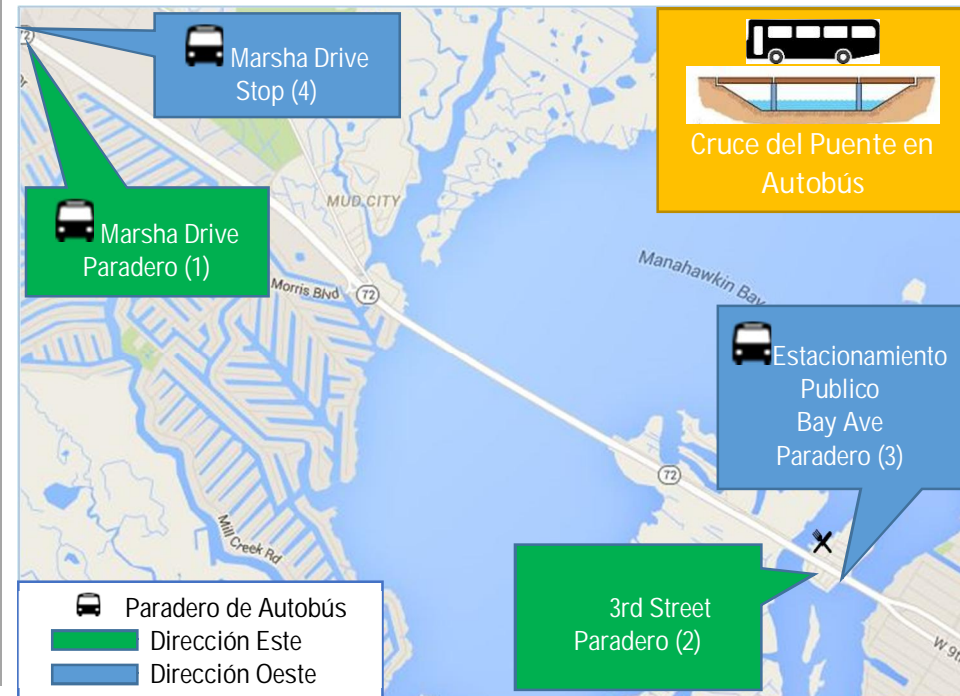 72
Marsha Drive
Stop (4)
Cruce del Puente en
Autobús
Marsha Drive
Paradero (1)
MUD CITY
Morris Blvd
72
Manahawkin Bay
Estacionamiento
Publico
Bay Ave
Paradero (3)
72
Mill Creek Rd
3rd Street
Paradero (2)
W 9th
Paradero de Autobús
Dirección Este
Dirección Oeste